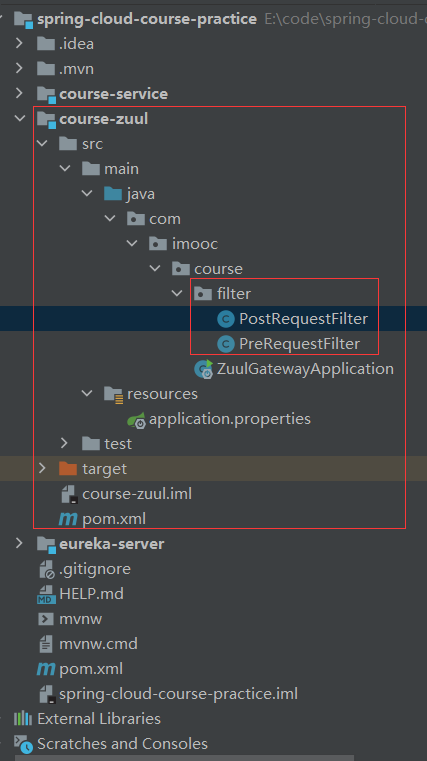 spring-cloud-course-practice E:\code\spring-cloud-c
.idea
.mvn
course-service
course-zuul
src
main
java
com
imooc
course
filter
PostRequestFilter
PreRequestFilter
ZuulGatewayApplication
resources
application.properties
test
target
course-zuul.iml
pom.xml
eureka-server
.gitignore
HELP.md
mvnw
mvnw.cmd
pom.xml
spring-cloud-course-practice.iml
External Libraries
Scratches and Consoles